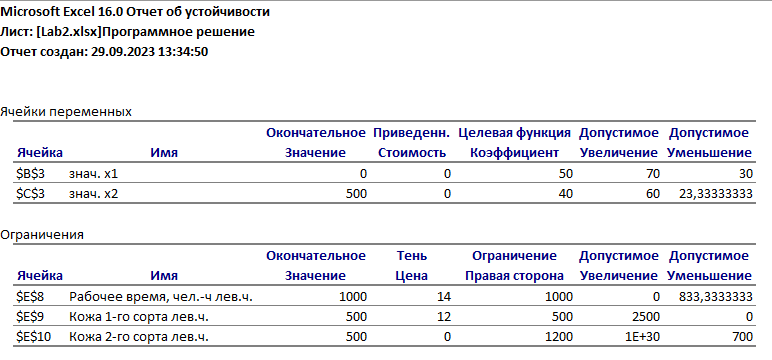 Microsoft Excel 16.0 Отчет об устойчивости
Лист: [Lab2.xlsx]Программное решение
Отчет создан: 29.09.2023 13:34:50
Ячейки переменных
Окончательное Приведенн. Целевая функция Допустимое Допустимое
Ячейка Имя Значение Стоимость Коэффициент Увеличение Уменьшение
$B$3 знач. x1 0 0 50 70 30
$C$3 знач. x2 500 0 40 60 23,33333333
Ограничения
Окончательное Тень Ограничение Допустимое Допустимое
Ячейка Имя Значение Цена Правая сторона Увеличение Уменьшение
$E$8 Рабочее время, чел.-ч лев.ч. 1000 14 1000 0 833,3333333
$E$9 Кожа 1-го сорта лев.ч. 500 12 500 2500 0
$E$10 Кожа 2-го сорта лев.ч. 500 0 1200 1E+30 700